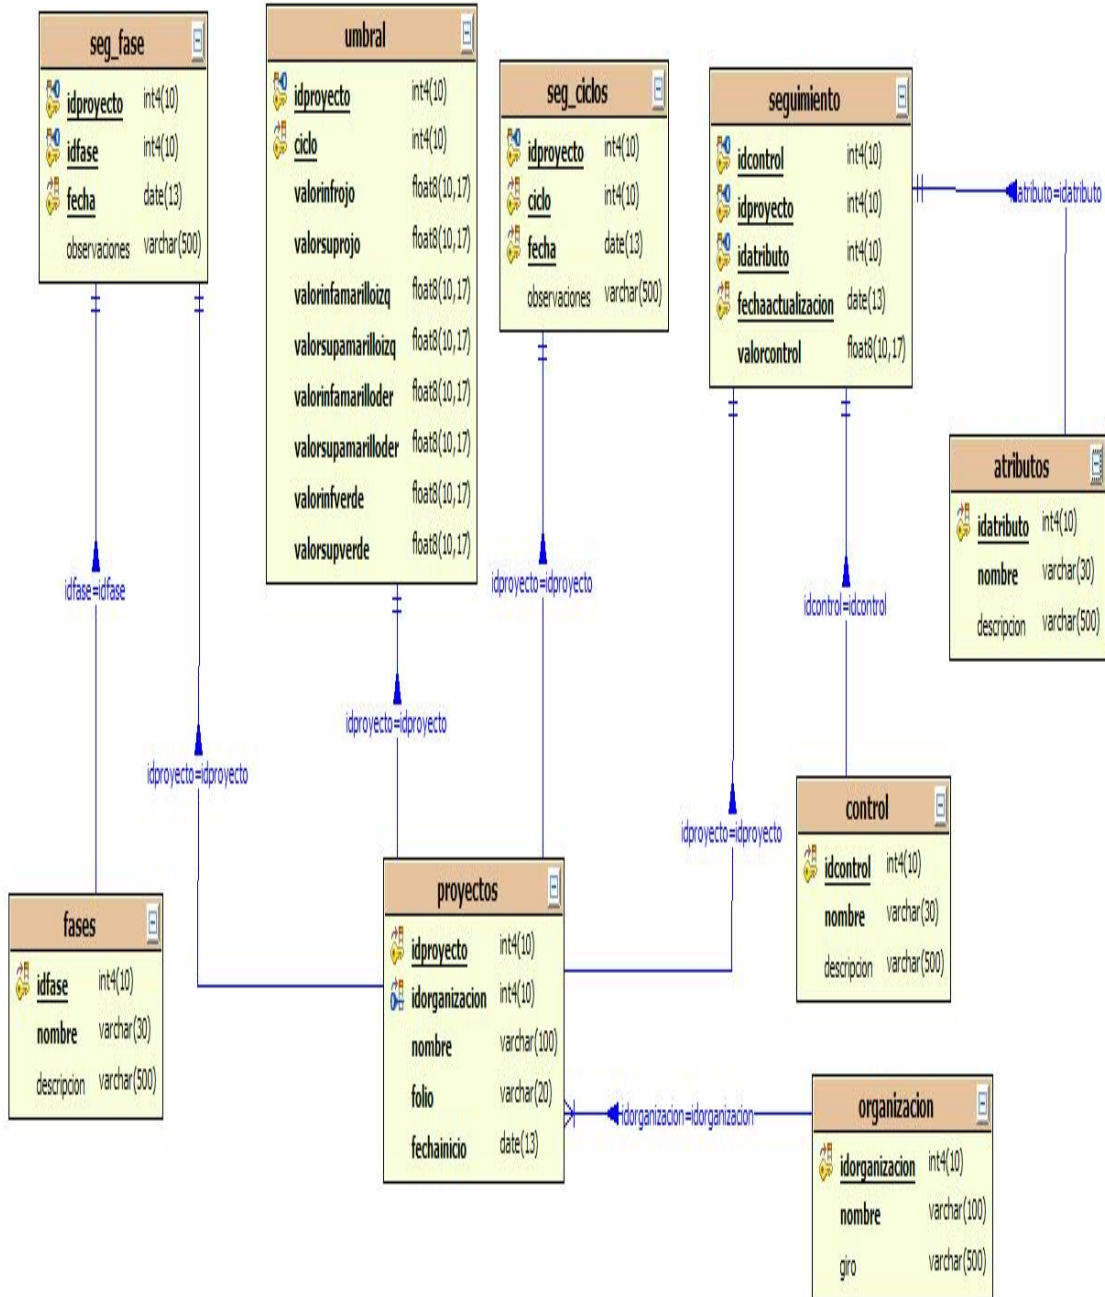 seg_fase
idproyecto int4(10)
idfase int4(10)
fecha date(13)
observaciones varchar(500)
umbral
idproyecto int4(10)
ciclo int4(10)
valorinfrojo float8(10,17)
valorsuprojo float8(10,17)
valorinfamarilloizq float8(10,17)
valorsupamarilloizq float8(10,17)
valorinfamarilloder float8(10,17)
valorsupamarilloder float8(10,17)
valorinfverde float8(10,17)
valorsupverde float8(10,17)
seg_ciclos
idproyecto int4(10)
ciclo int4(10)
fecha date(13)
observaciones varchar(500)
seguimiento
idcontrol int4(10)
idproyecto int4(10)
idatributo int4(10)
fechaactualizacion date(13)
valorcontrol float8(10,17)
idatributo=idatributo
atributos
idatributo int4(10)
nombre varchar(30)
descripcion varchar(500)
idfase=idfase
idproyecto=idproyecto
idproyecto=idproyecto
idproyecto=idproyecto
idcontrol=idcontrol
idproyecto=idproyecto
control
idcontrol int4(10)
nombre varchar(30)
descripcion varchar(500)
fases
idfase int4(10)
nombre varchar(30)
descripcion varchar(500)
proyectos
idproyecto int4(10)
idorganizacion int4(10)
nombre varchar(100)
folio varchar(20)
fechainicio date(13)
idorganizacion=idorganizacion
organizacion
idorganizacion int4(10)
nombre varchar(100)
giro varchar(500)